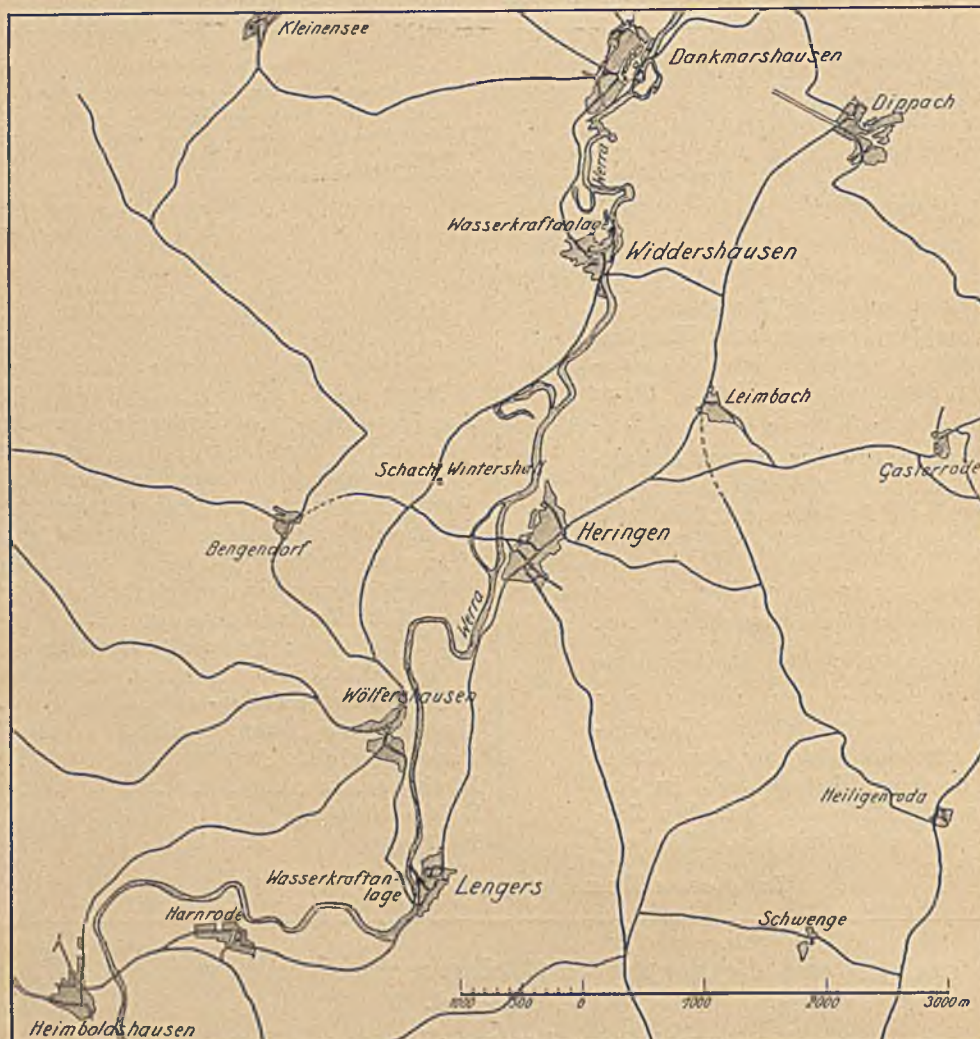 Kleinensee
Dankmarshausen
Dippach
Werra
Wasserkraftanlage
Widdershausen
Leimbach
Schacht Wintershall
Gasterrode
Heringen
Bengendorf
Werra
Wölfershausen
Heiligenroda
Wasserkraftan-
lage
Lengers
Harnrode
Schwenge
1000 500 0 1000 2000 3000 m
Heimboldshausen